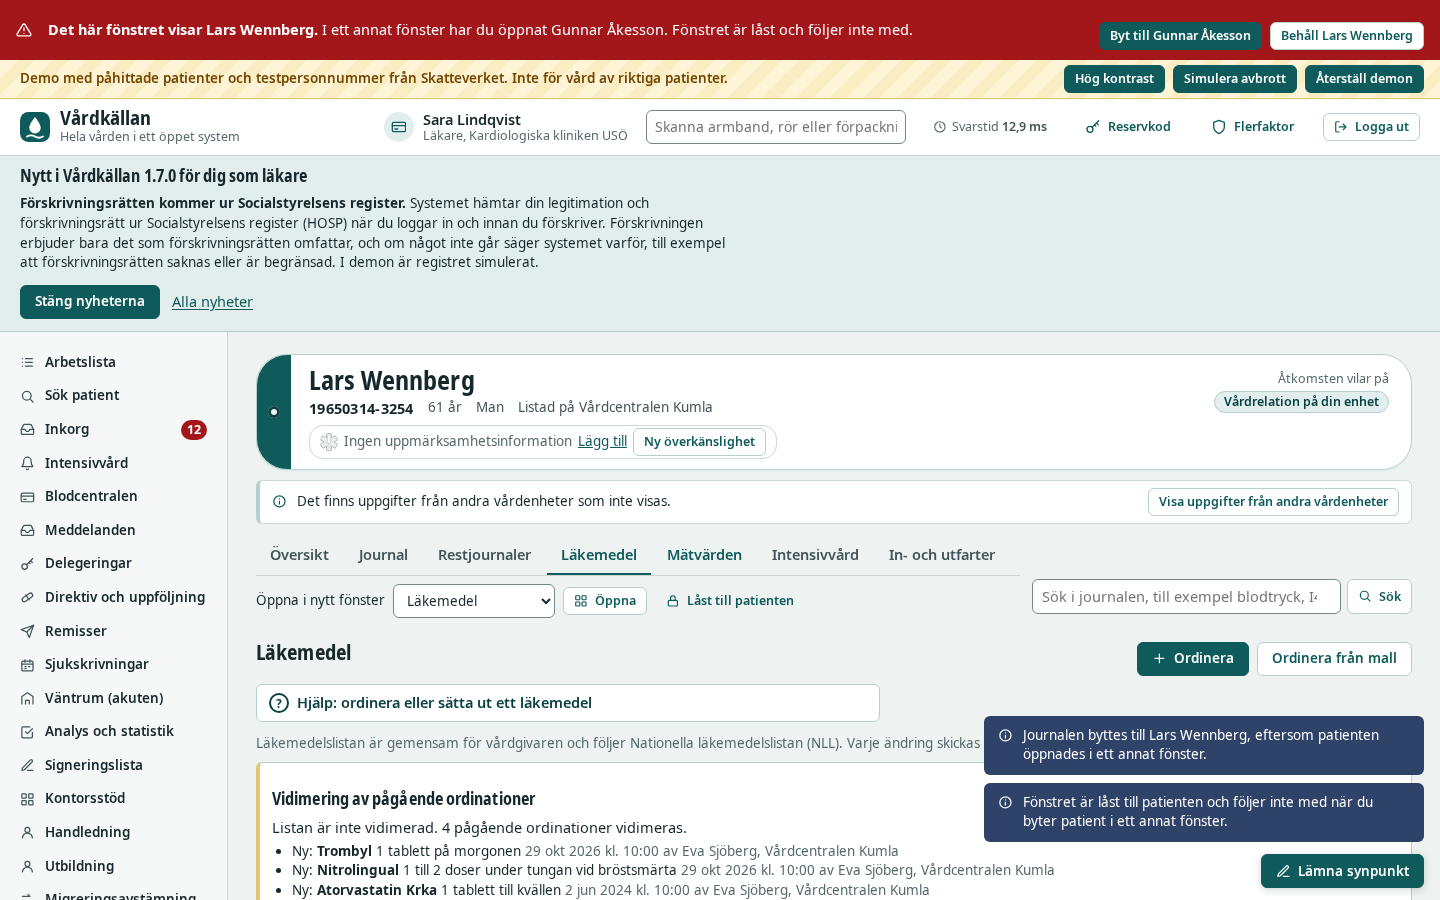 Det här fönstret visar Lars Wennberg. I ett annat fönster har du öppnat Gunnar Åkesson. Fönstret är låst och följer inte med.
Byt till Gunnar Åkesson
Behåll Lars Wennberg
Demo med påhittade patienter och testpersonnummer från Skatteverket. Inte för vård av riktiga patienter.
Hög kontrast
Simulera avbrott
Återställ demon
Vårdkällan
Hela vården i ett öppet system
Sara Lindqvist
Läkare, Kardiologiska kliniken USÖ
Skanna armband, rör eller förpackni
Svarstid 12,9 ms
Reservkod
Flerfaktor
Logga ut
Nytt i Vårdkällan 1.7.0 för dig som läkare
Förskrivningsrätten kommer ur Socialstyrelsens register. Systemet hämtar din legitimation och
förskrivningsrätt ur Socialstyrelsens register (HOSP) när du loggar in och innan du förskriver. Förskrivningen
erbjuder bara det som förskrivningsrätten omfattar, och om något inte går säger systemet varför, till exempel
att förskrivningsrätten saknas eller är begränsad. I demon är registret simulerat.
Stäng nyheterna
Alla nyheter
Arbetslista
Sök patient
Inkorg
12
Intensivvård
Blodcentralen
Meddelanden
Delegeringar
Direktiv och uppföljning
Remisser
Sjukskrivningar
Väntrum (akuten)
Analys och statistik
Signeringslista
Kontorsstöd
Handledning
Utbildning
Migreringsavstämning
Lars Wennberg
19650314-3254 61 år Man Listad på Vårdcentralen Kumla
Ingen uppmärksamhetsinformation Lägg till Ny överkänslighet
Åtkomsten vilar på
Vårdrelation på din enhet
Det finns uppgifter från andra vårdenheter som inte visas.
Visa uppgifter från andra vårdenheter
Översikt
Journal
Restjournaler
Läkemedel
Mätvärden
Intensivvård
In- och utfarter
Öppna i nytt fönster
Läkemedel
Öppna
Låst till patienten
Sök i journalen, till exempel blodtryck, I4
Sök
Läkemedel
Ordinera
Ordinera från mall
Hjälp: ordinera eller sätta ut ett läkemedel
Läkemedelslistan är gemensam för vårdgivaren och följer Nationella läkemedelslistan (NLL). Varje ändring skickas
Vidimering av pågående ordinationer
Listan är inte vidimerad. 4 pågående ordinationer vidimeras.
Ny: Trombyl 1 tablett på morgonen 29 okt 2026 kl. 10:00 av Eva Sjöberg, Vårdcentralen Kumla
Ny: Nitrolingual 1 till 2 doser under tungan vid bröstsmärta 29 okt 2026 kl. 10:00 av Eva Sjöberg, Vårdcentralen Kumla
Ny: Atorvastatin Krka 1 tablett till kvällen 2 jun 2024 kl. 10:00 av Eva Sjöberg, Vårdcentralen Kumla
Journalen byttes till Lars Wennberg, eftersom patienten
öppnades i ett annat fönster.
Fönstret är låst till patienten och följer inte med när du
byter patient i ett annat fönster.
Lämna synpunkt